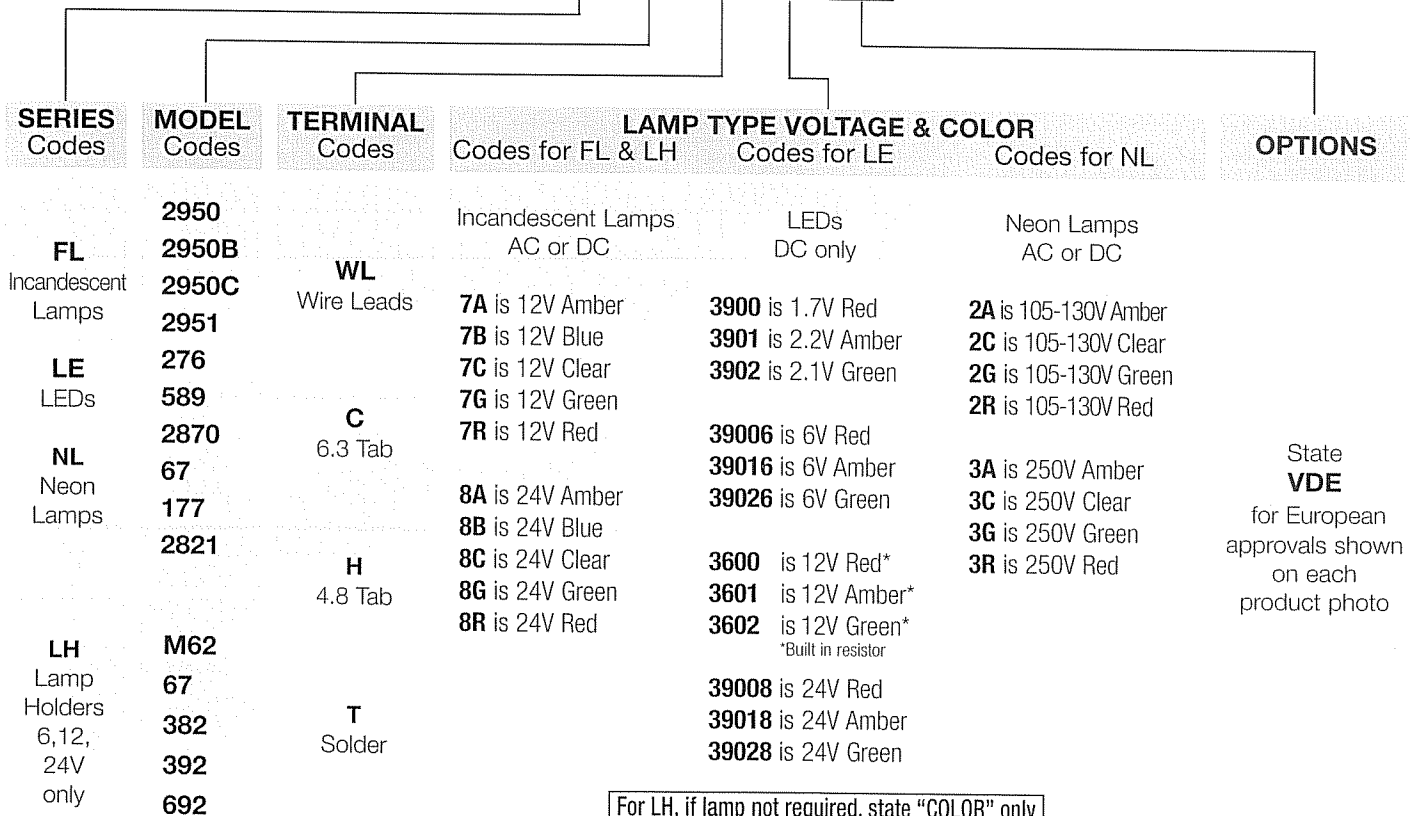 SERIES
Codes
MODEL
Codes
TERMINAL
Codes
LAMP TYPE VOLTAGE & COLOR
Codes for FL & LH
Codes for LE
Codes for NL
OPTIONS
FL
Incandescent
Lamps
LE
LEDs
NL
Neon
Lamps
LH
Lamp
Holders
6,12,
24V
only
2950
2950B
2950C
2951
276
589
2870
67
177
2821
M62
67
382
392
692
WL
Wire Leads
C
6.3 Tab
H
4.8 Tab
T
Solder
Incandescent Lamps
AC or DC
7A is 12V Amber
7B is 12V Blue
7C is 12V Clear
7G is 12V Green
7R is 12V Red
8A is 24V Amber
8B is 24V Blue
8C is 24V Clear
8G is 24V Green
8R is 24V Red
LEDs
DC only
3900 is 1.7V Red
3901 is 2.2V Amber
3902 is 2.1V Green
39006 is 6V Red
39016 is 6V Amber
39026 is 6V Green
3600 is 12V Red*
3601 is 12V Amber*
3602 is 12V Green*
*Built in resistor
39008 is 24V Red
39018 is 24V Amber
39028 is 24V Green
Neon Lamps
AC or DC
2A is 105-130V Amber
2C is 105-130V Clear
2G is 105-130V Green
2R is 105-130V Red
3A is 250V Amber
3C is 250V Clear
3G is 250V Green
3R is 250V Red
State
VDE
for European
approvals shown
on each
product photo
For LH, if lamp not required, state "COLOR" only